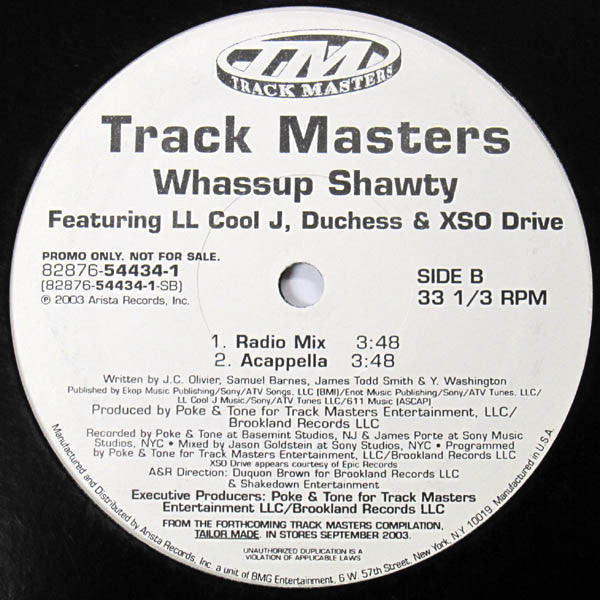 TM
TRACK MASTERS
Track Masters
Whassup Shawty
Featuring LL Cool J, Duchess & XSO Drive
PROMO ONLY. NOT FOR SALE.
82876-54434-1
(82876-54434-1-SB)
℗ 2003 Arista Records, Inc.
SIDE B
33 1/3 RPM
1. Radio Mix 3:48
2. Acappella 3:48
Written by J.C. Olivier, Samuel Barnes, James Todd Smith & Y. Washington
Published by Ekop Music Publishing/Sony/ATV Songs, LLC (BMI)/Enot Music Publishing/Sony/ATV Tunes, LLC/
LL Cool J Music/Sony/ATV Tunes LLC/611 Music (ASCAP)
Produced by Poke & Tone for Track Masters Entertainment, LLC/
Brookland Records LLC
Recorded by Poke & Tone at Basemint Studios, NJ & James Porte at Sony Music
Studios, NYC • Mixed by Jason Goldstein at Sony Studios, NYC • Programmed
by Poke & Tone for Track Masters Entertainment, LLC/Brookland Records LLC
XSO Drive appears courtesy of Epic Records
A&R Direction: Duquon Brown for Brookland Records LLC
& Shakedown Entertainment
Executive Producers: Poke & Tone for Track Masters
Entertainment LLC/Brookland Records LLC
FROM THE FORTHCOMING TRACK MASTERS COMPILATION,
TAILOR MADE. IN STORES SEPTEMBER 2003.
UNAUTHORIZED DUPLICATION IS A
VIOLATION OF APPLICABLE LAWS
Manufactured and Distributed by Arista Records, Inc. a unit of BMG Entertainment, 6 W. 57th Street, New York, N.Y. 10019. Manufactured in U.S.A.